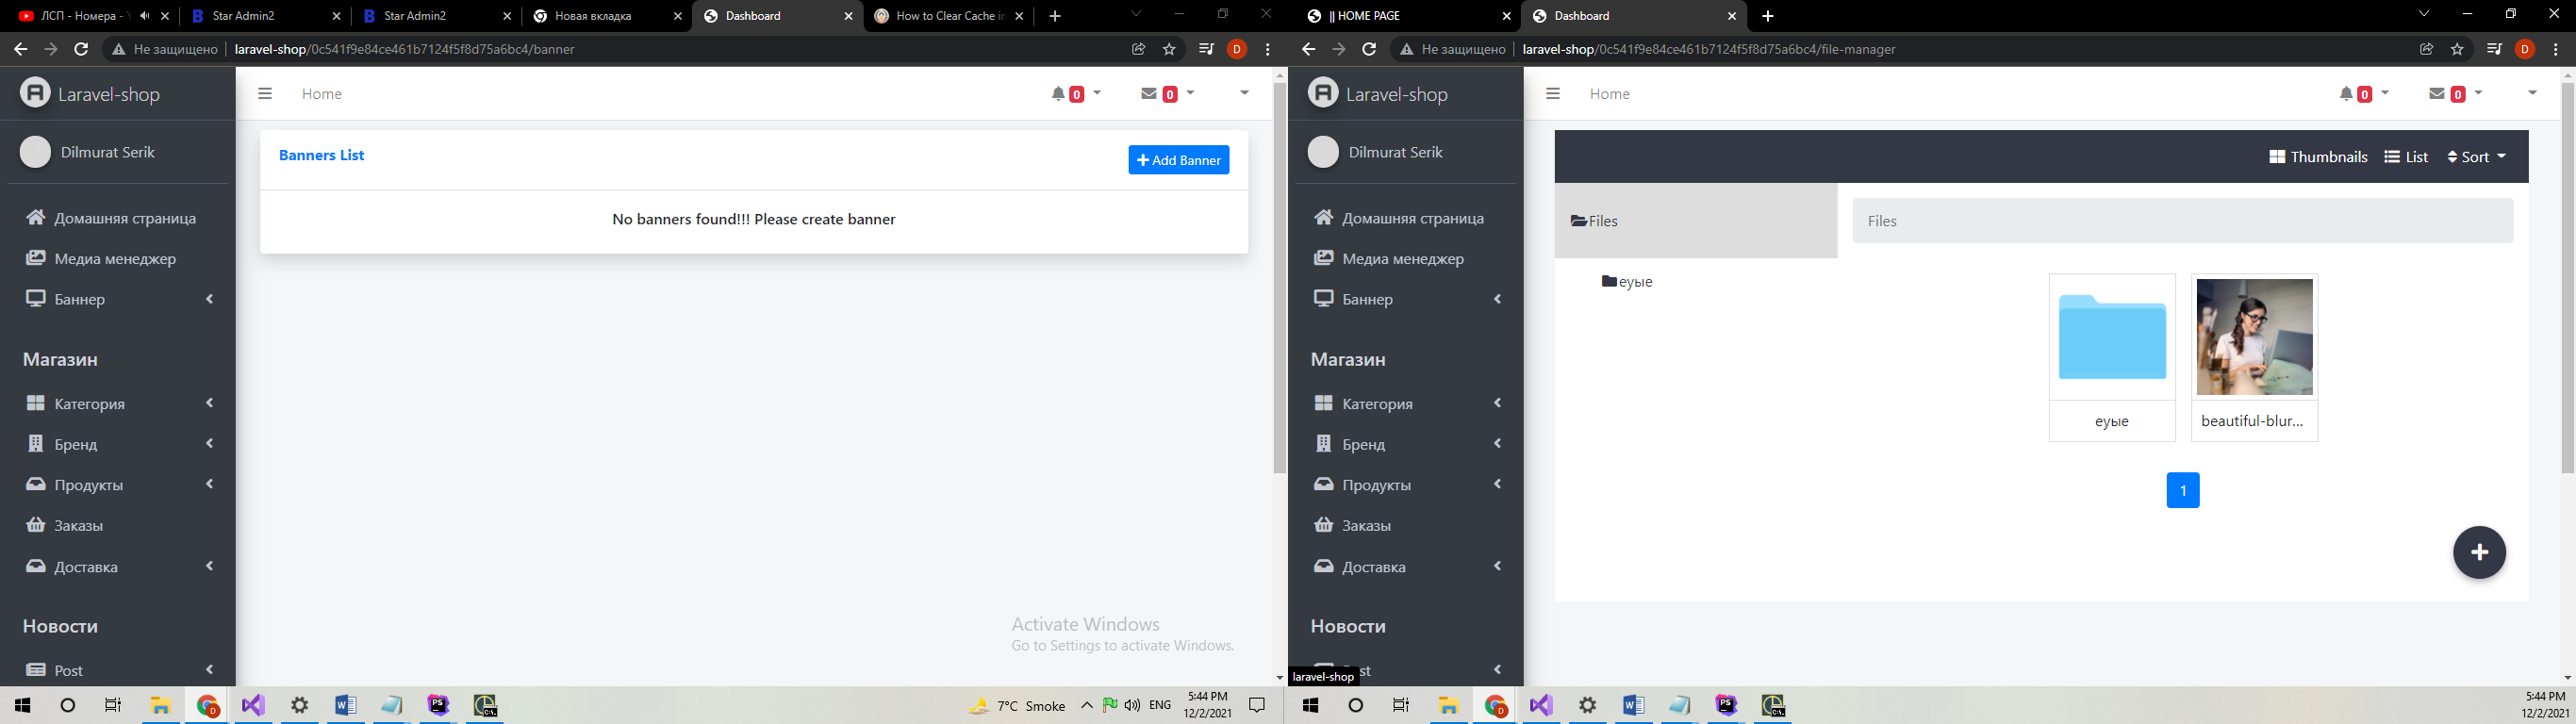 ЛСП - Номера - Y
Star Admin2
Star Admin2
Новая вкладка
Dashboard
How to Clear Cache in
Не защищено
laravel-shop/0c541f9e84ce461b7124f5f8d75a6bc4/banner
D
Laravel-shop
Home
0
0
Dilmurat Serik
Banners List
Add Banner
No banners found!!! Please create banner
Домашняя страница
Медиа менеджер
Баннер
Магазин
Категория
Бренд
Продукты
Заказы
Доставка
Новости
Post
Activate Windows
Go to Settings to activate Windows.
7°C Smoke
ENG
5:44 PM
12/2/2021
|| HOME PAGE
Dashboard
Не защищено
laravel-shop/0c541f9e84ce461b7124f5f8d75a6bc4/file-manager
D
Laravel-shop
Home
0
0
Dilmurat Serik
Thumbnails
List
Sort
Files
Files
еуые
еуые
beautiful-blur...
1
Домашняя страница
Медиа менеджер
Баннер
Магазин
Категория
Бренд
Продукты
Заказы
Доставка
Новости
laravel-shop
5:44 PM
12/2/2021